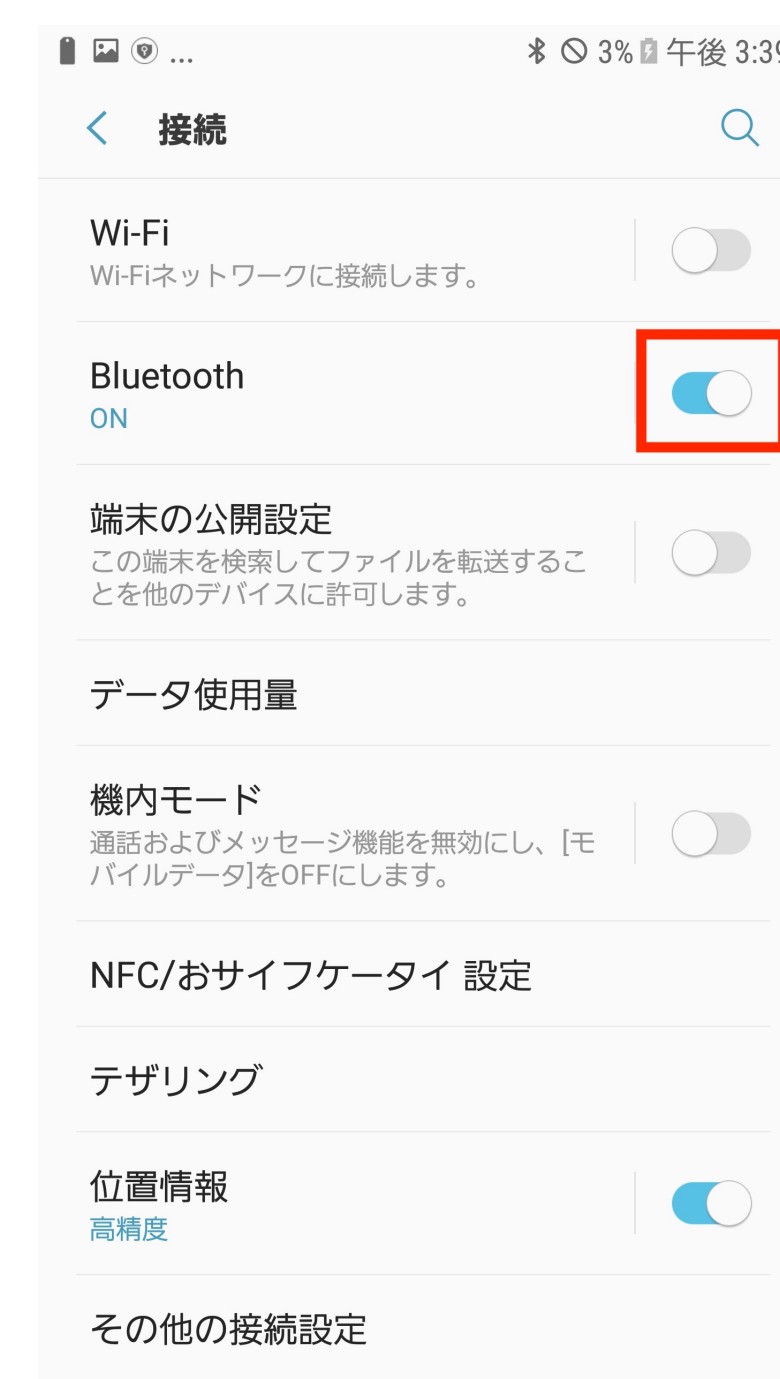 ... 3% 午後 3:39
接続
Wi-Fi
Wi-Fiネットワークに接続します。
Bluetooth
ON
端末の公開設定
この端末を検索してファイルを転送するこ
とを他のデバイスに許可します。
データ使用量
機内モード
通話およびメッセージ機能を無効にし、[モ
バイルデータ]をOFFにします。
NFC/おサイフケータイ 設定
テザリング
位置情報
高精度
その他の接続設定